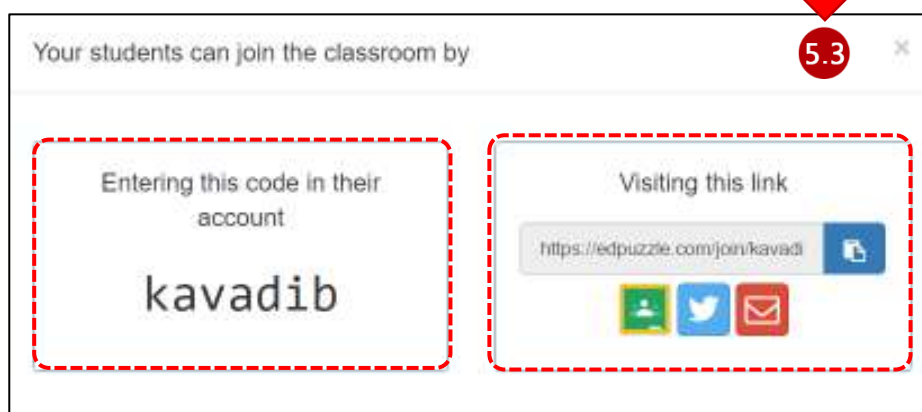 Your students can join the classroom by
5.3
×
Entering this code in their
account
kavadib
Visiting this link
https://edpuzzle.com/join/kavadi